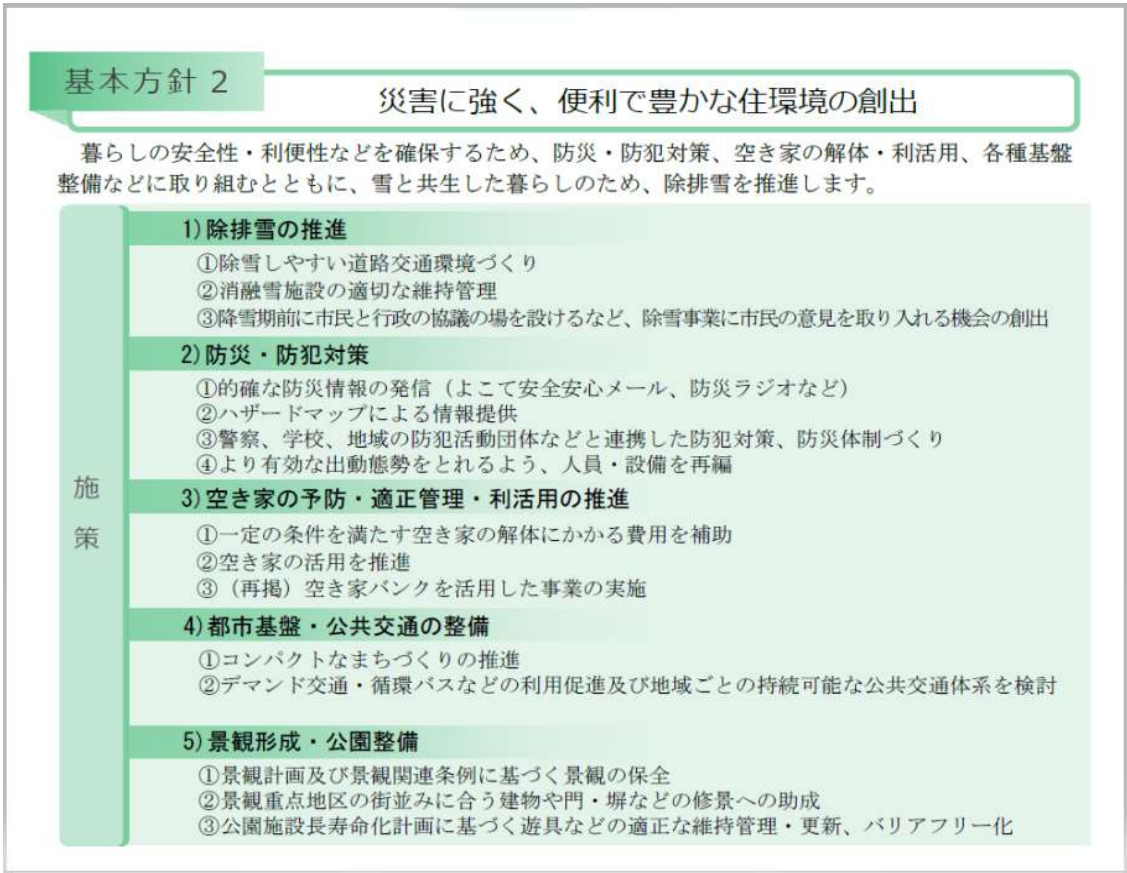 基本方針 2
災害に強く、便利で豊かな住環境の創出
暮らしの安全性・利便性などを確保するため、防災・防犯対策、空き家の解体・利活用、各種基盤
整備などに取り組むとともに、雪と共生した暮らしのため、除排雪を推進します。
施策
1)除排雪の推進
①除雪しやすい道路交通環境づくり
②消融雪施設の適切な維持管理
③降雪期前に市民と行政の協議の場を設けるなど、除雪事業に市民の意見を取り入れる機会の創出
2)防災・防犯対策
①的確な防災情報の発信（よこて安全安心メール、防災ラジオなど）
②ハザードマップによる情報提供
③警察、学校、地域の防犯活動団体などと連携した防犯対策、防災体制づくり
④より有効な出動態勢をとれるよう、人員・設備を再編
3)空き家の予防・適正管理・利活用の推進
①一定の条件を満たす空き家の解体にかかる費用を補助
②空き家の活用を推進
③（再掲）空き家バンクを活用した事業の実施
4)都市基盤・公共交通の整備
①コンパクトなまちづくりの推進
②デマンド交通・循環バスなどの利用促進及び地域ごとの持続可能な公共交通体系を検討
5)景観形成・公園整備
①景観計画及び景観関連条例に基づく景観の保全
②景観重点地区の街並みに合う建物や門・塀などの修景への助成
③公園施設長寿命化計画に基づく遊具などの適正な維持管理・更新、バリアフリー化